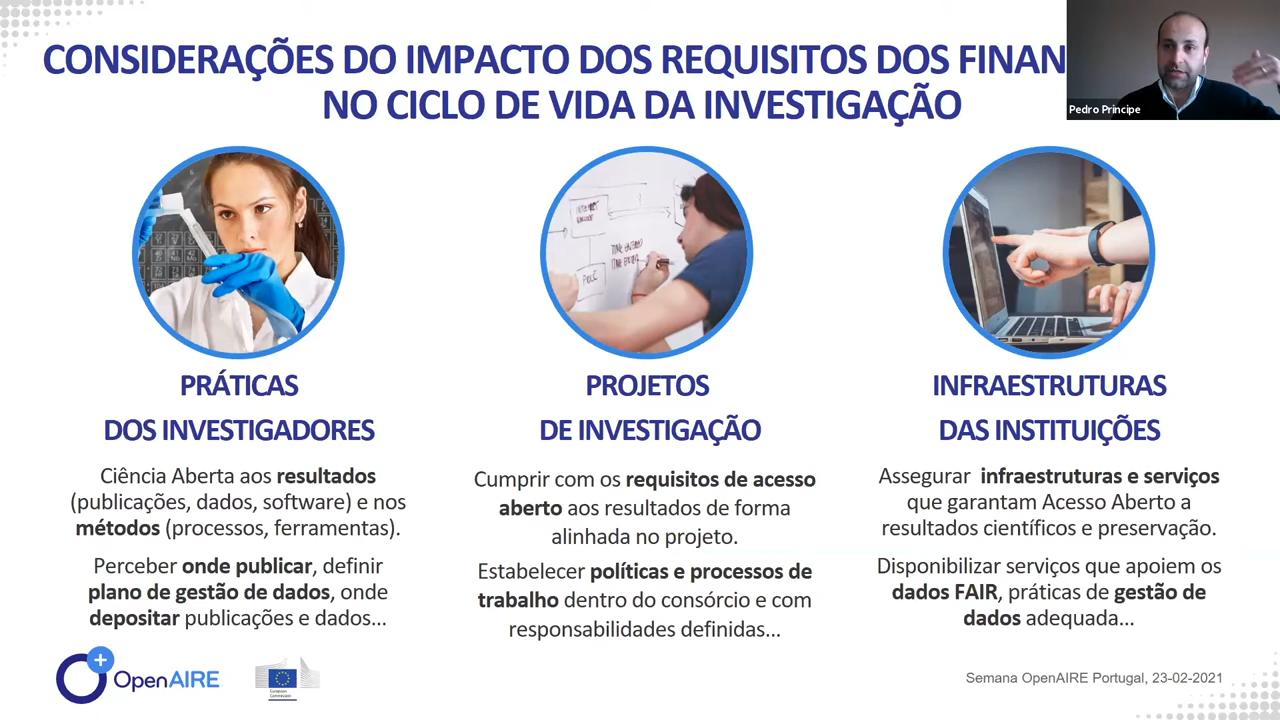 CONSIDERAÇÕES DO IMPACTO DOS REQUISITOS DOS FINAN
NO CICLO DE VIDA DA INVESTIGAÇÃO
Pedro Príncipe
PRÁTICAS
DOS INVESTIGADORES
Ciência Aberta aos resultados
(publicações, dados, software) e nos
métodos (processos, ferramentas).
Perceber onde publicar, definir
plano de gestão de dados, onde
depositar publicações e dados...
PROJETOS
DE INVESTIGAÇÃO
Cumprir com os requisitos de acesso
aberto aos resultados de forma
alinhada no projeto.
Estabelecer políticas e processos de
trabalho dentro do consórcio e com
responsabilidades definidas...
INFRAESTRUTURAS
DAS INSTITUIÇÕES
Assegurar infraestruturas e serviços
que garantam Acesso Aberto a
resultados científicos e preservação.
Disponibilizar serviços que apoiem os
dados FAIR, práticas de gestão de
dados adequada...
OpenAIRE
European
Commission
Semana OpenAIRE Portugal, 23-02-2021